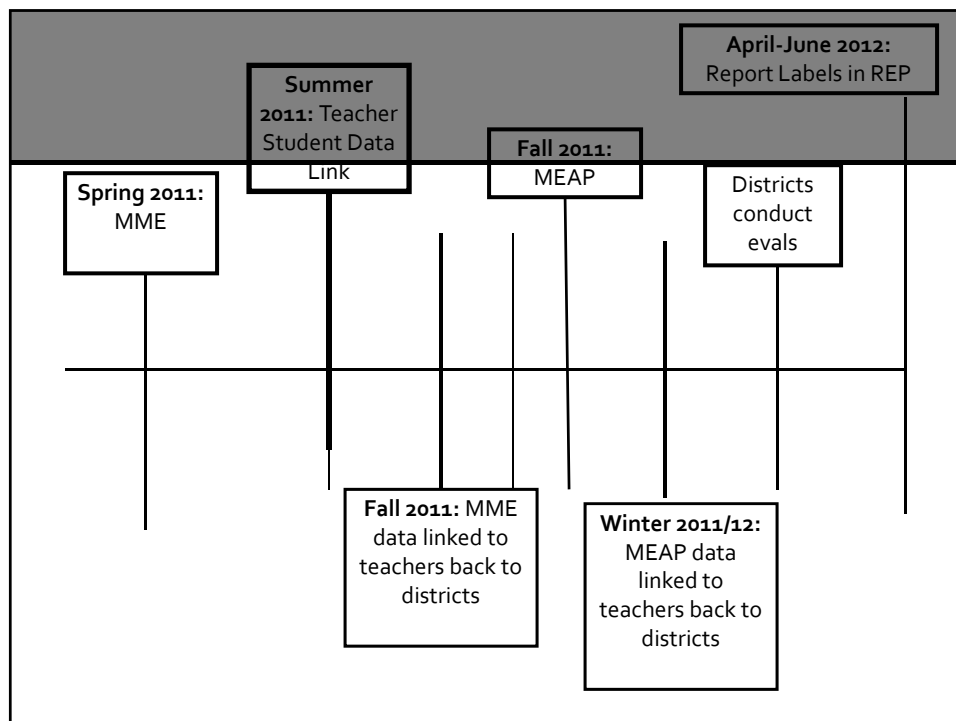 April-June 2012:
Report Labels in REP
Summer
2011: Teacher
Student Data
Link
Fall 2011:
MEAP
Spring 2011:
MME
Districts
conduct
evals
Fall 2011: MME
data linked to
teachers back to
districts
Winter 2011/12:
MEAP data
linked to
teachers back to
districts